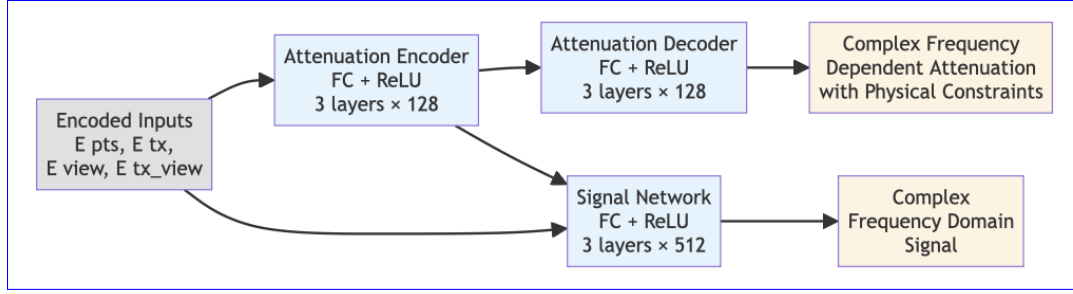 Encoded Inputs
E pts, E tx,
E view, E tx_view
Attenuation Encoder
FC + ReLU
3 layers × 128
Attenuation Decoder
FC + ReLU
3 layers × 128
Complex Frequency
Dependent Attenuation
with Physical Constraints
Signal Network
FC + ReLU
3 layers × 512
Complex
Frequency Domain
Signal